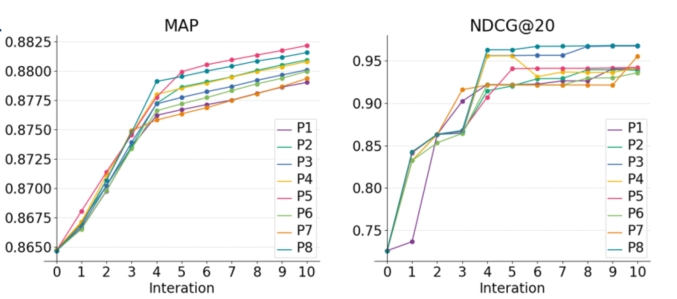 MAP
0.8825
0.8800
0.8775
0.8750
0.8725
0.8700
0.8675
0.8650
0 1 2 3 4 5 6 7 8 9 10
Interation
P1
P2
P3
P4
P5
P6
P7
P8
NDCG@20
0.95
0.90
0.85
0.80
0.75
0 1 2 3 4 5 6 7 8 9 10
Interation
P1
P2
P3
P4
P5
P6
P7
P8